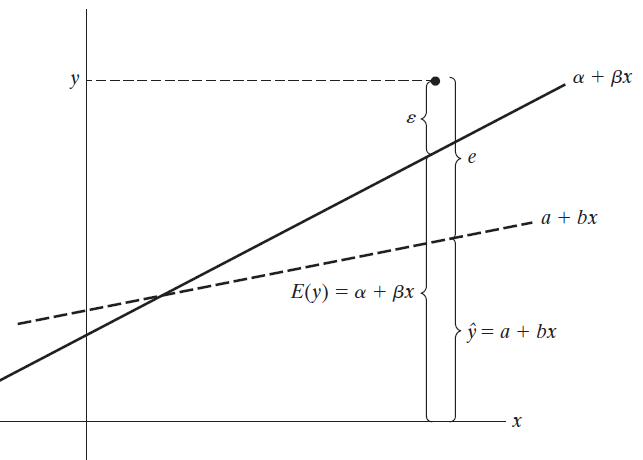 y
α + βx
ε
e
a + bx
E(y) = α + βx
ŷ = a + bx
x